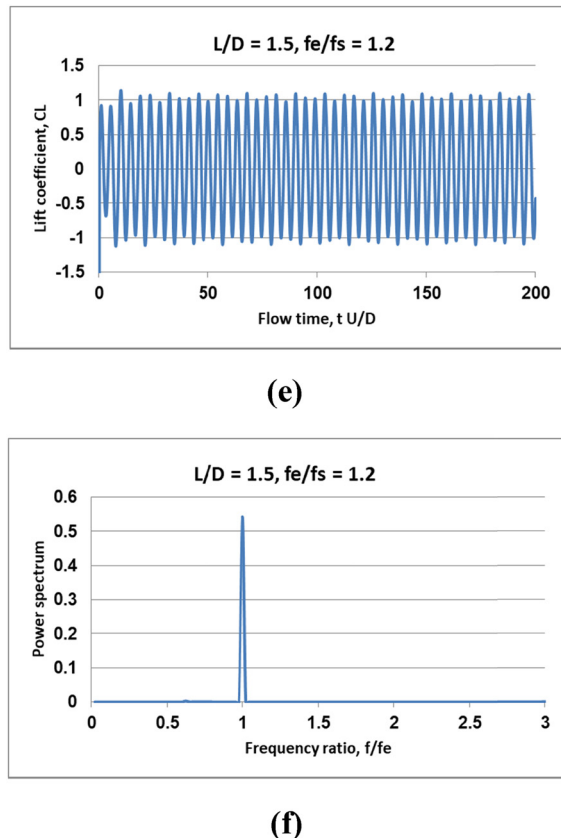 L/D = 1.5, fe/fs = 1.2
Lift coefficient, CL
1.5
1
0.5
0
-0.5
-1
-1.5
0 50 100 150 200
Flow time, t U/D
(e)
L/D = 1.5, fe/fs = 1.2
Power spectrum
0.6
0.5
0.4
0.3
0.2
0.1
0
0 0.5 1 1.5 2 2.5 3
Frequency ratio, f/fe
(f)